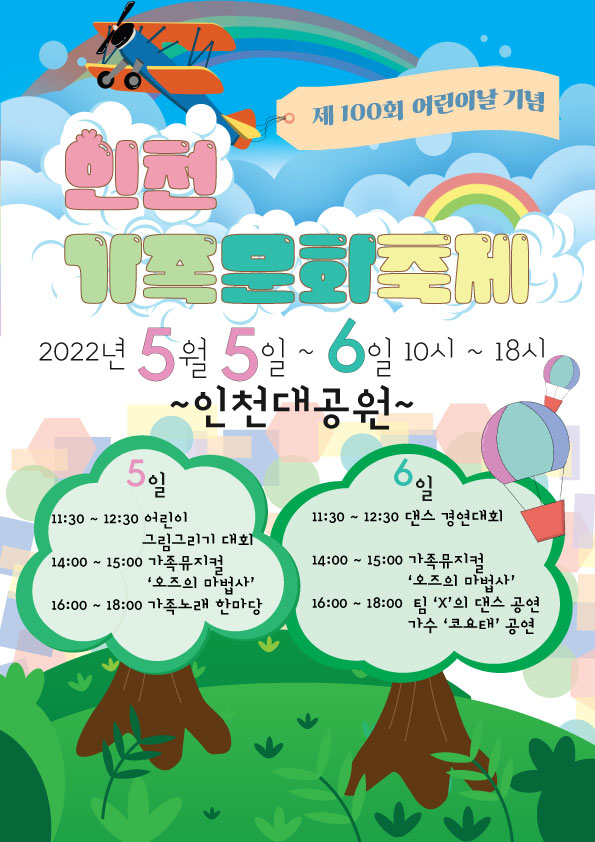 제 100회 어린이날 기념
인천
가족문화축제
2022년 5월 5일 ~ 6일 10시 ~ 18시
~인천대공원~
5일
11:30 ~ 12:30 어린이
그림그리기 대회
14:00 ~ 15:00 가족뮤지컬
‘오즈의 마법사’
16:00 ~ 18:00 가족노래 한마당
6일
11:30 ~ 12:30 댄스 경연대회
14:00 ~ 15:00 가족뮤지컬
‘오즈의 마법사’
16:00 ~ 18:00 팀 ‘X’의 댄스 공연
가수 ‘코요태’ 공연